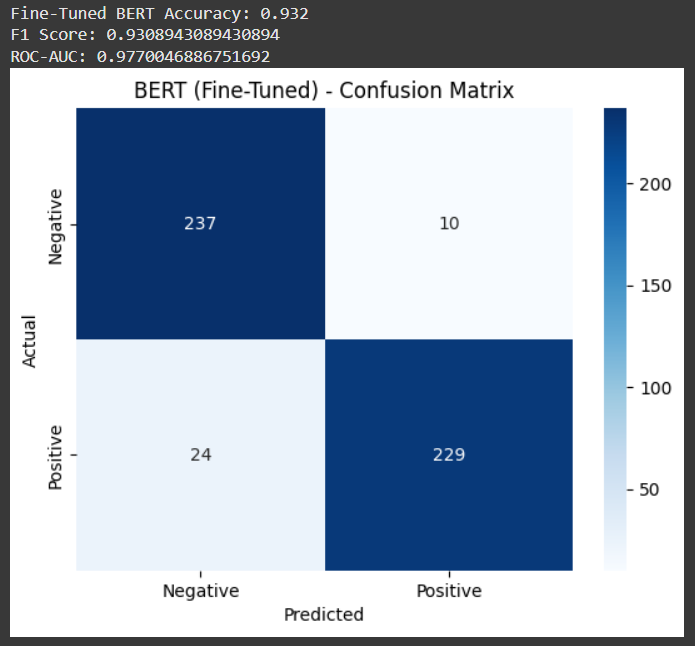 Fine-Tuned BERT Accuracy: 0.932
F1 Score: 0.9308943089430894
ROC-AUC: 0.9770046886751692
BERT (Fine-Tuned) - Confusion Matrix
Negative
237
10
200
150
Actual
100
Positive
24
229
50
Negative
Positive
Predicted